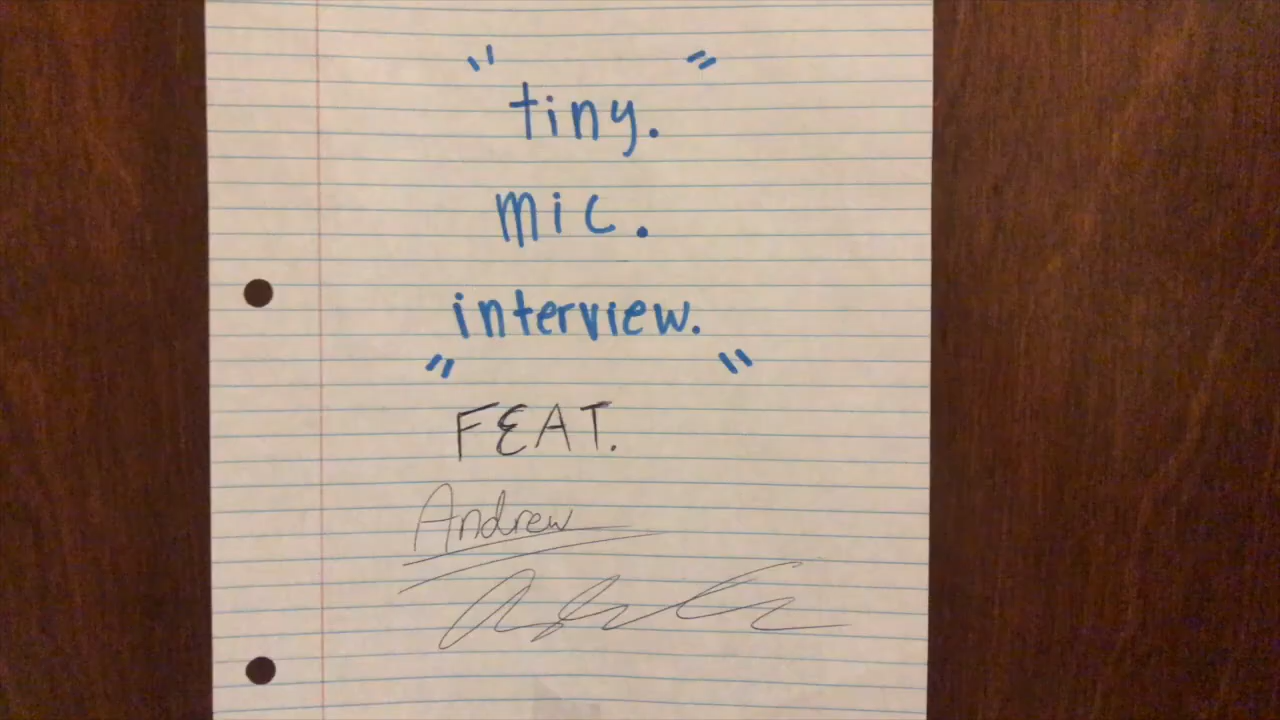 "tiny.
mic.
interview."
FEAT.
Andrew